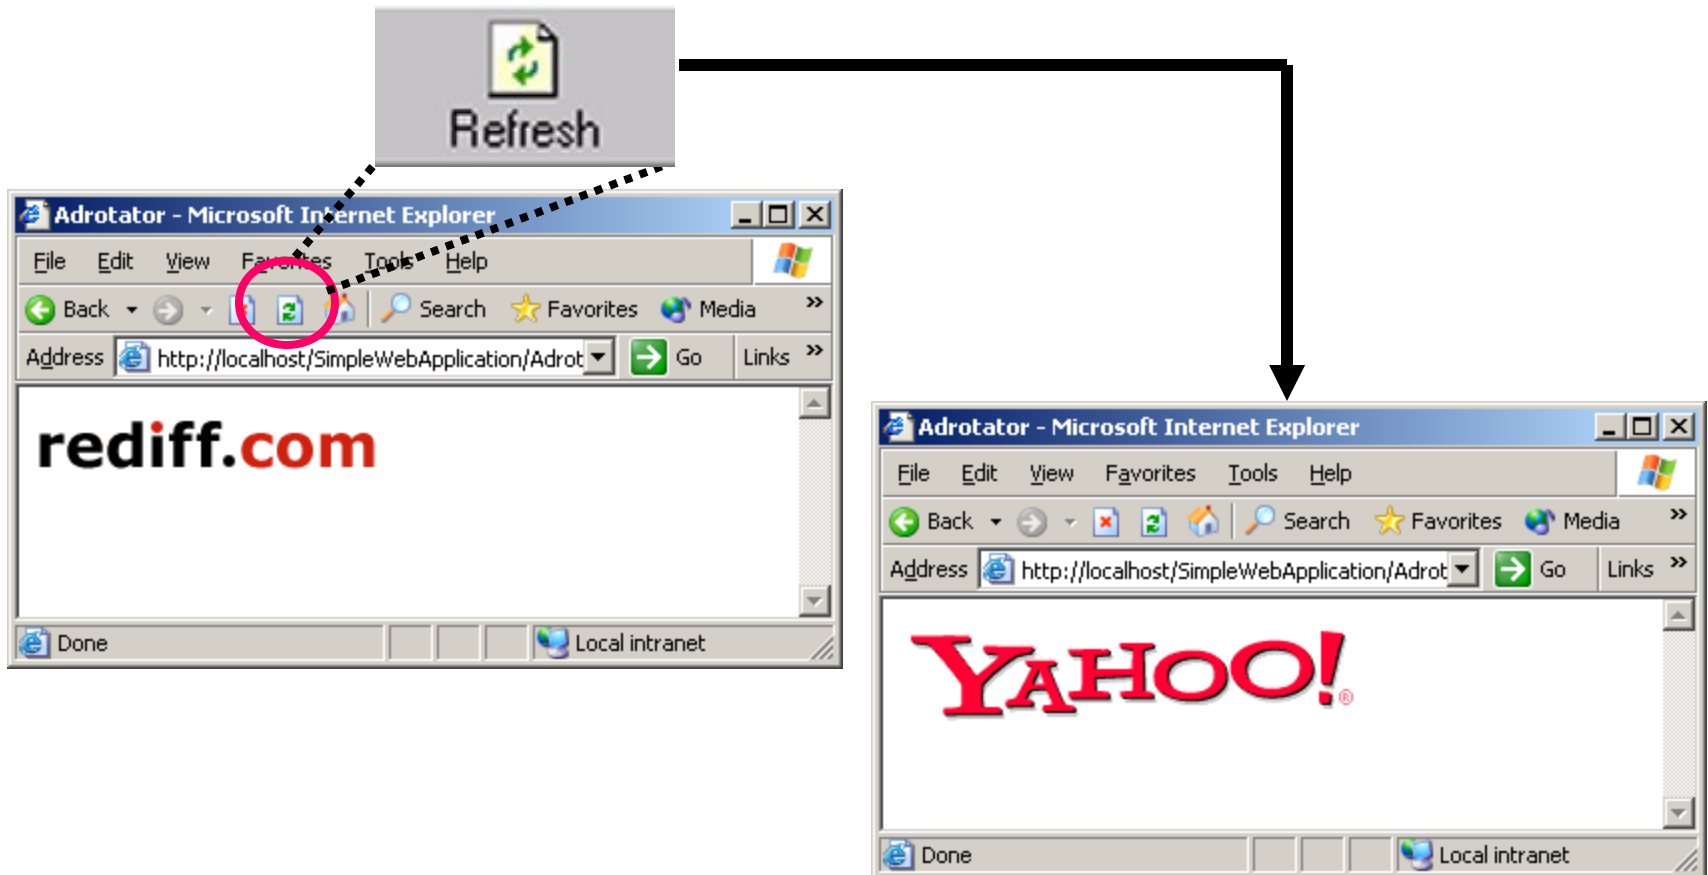 Refresh
Adrotator - Microsoft Internet Explorer
File Edit View Favorites Tools Help
Back Search Favorites Media »
Address http://localhost/SimpleWebApplication/Adrot Go Links »
rediff.com
Done Local intranet
Adrotator - Microsoft Internet Explorer
File Edit View Favorites Tools Help
Back Search Favorites Media »
Address http://localhost/SimpleWebApplication/Adrot Go Links »
YAHOO!®
Done Local intranet